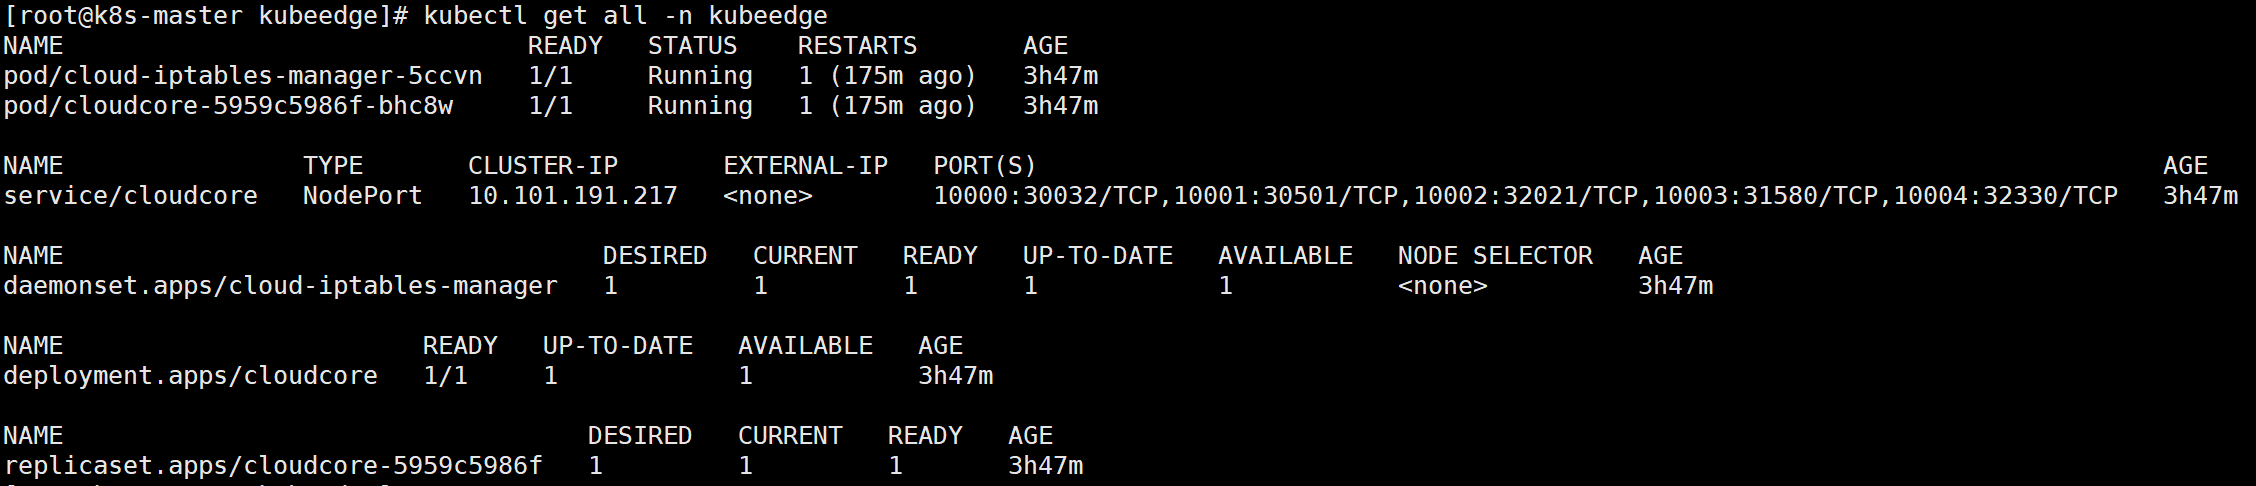 [root@k8s-master kubeedge]# kubectl get all -n kubeedge
NAME                               READY   STATUS    RESTARTS       AGE
pod/cloud-iptables-manager-5ccvn   1/1     Running   1 (175m ago)   3h47m
pod/cloudcore-5959c5986f-bhc8w     1/1     Running   1 (175m ago)   3h47m
NAME                TYPE       CLUSTER-IP       EXTERNAL-IP   PORT(S)                                                                           AGE
service/cloudcore   NodePort   10.101.191.217   <none>        10000:30032/TCP,10001:30501/TCP,10002:32021/TCP,10003:31580/TCP,10004:32330/TCP   3h47m
NAME                                    DESIRED   CURRENT   READY   UP-TO-DATE   AVAILABLE   NODE SELECTOR   AGE
daemonset.apps/cloud-iptables-manager   1         1         1       1            1           <none>          3h47m
NAME                        READY   UP-TO-DATE   AVAILABLE   AGE
deployment.apps/cloudcore   1/1     1            1           3h47m
NAME                                   DESIRED   CURRENT   READY   AGE
replicaset.apps/cloudcore-5959c5986f   1         1         1       3h47m